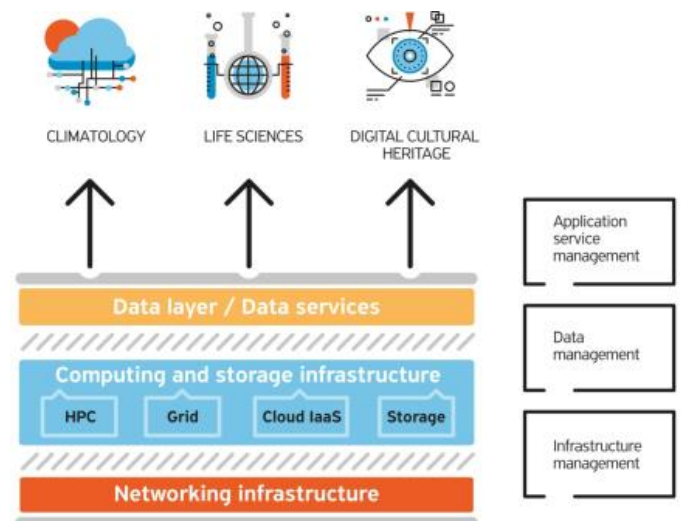 CLIMATOLOGY
LIFE SCIENCES
DIGITAL CULTURAL
HERITAGE
Application
service
management
Data layer / Data services
Data
management
Computing and storage infrastructure
HPC
Grid
Cloud IaaS
Storage
Infrastructure
management
Networking infrastructure